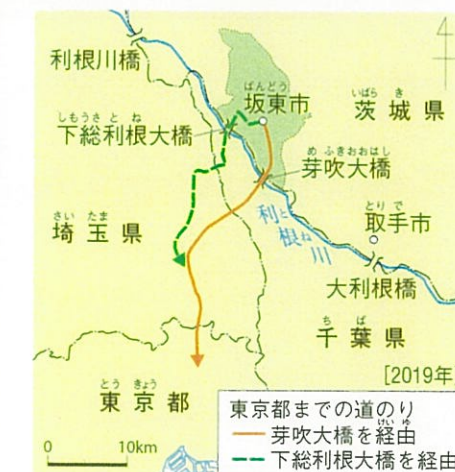 利根川橋
ばんどう
坂東市
いばら き
茨城県
しもうさ と ね
下総利根大橋
め ふきおおはし
芽吹大橋
さい たま
埼玉県
と ね
利根川
とり で
取手市
大利根橋
ち ば
千葉県
[2019年
とう きょう
東京都
東京都までの道のり
けい ゆ
芽吹大橋を経由
下総利根大橋を経由
0 10km